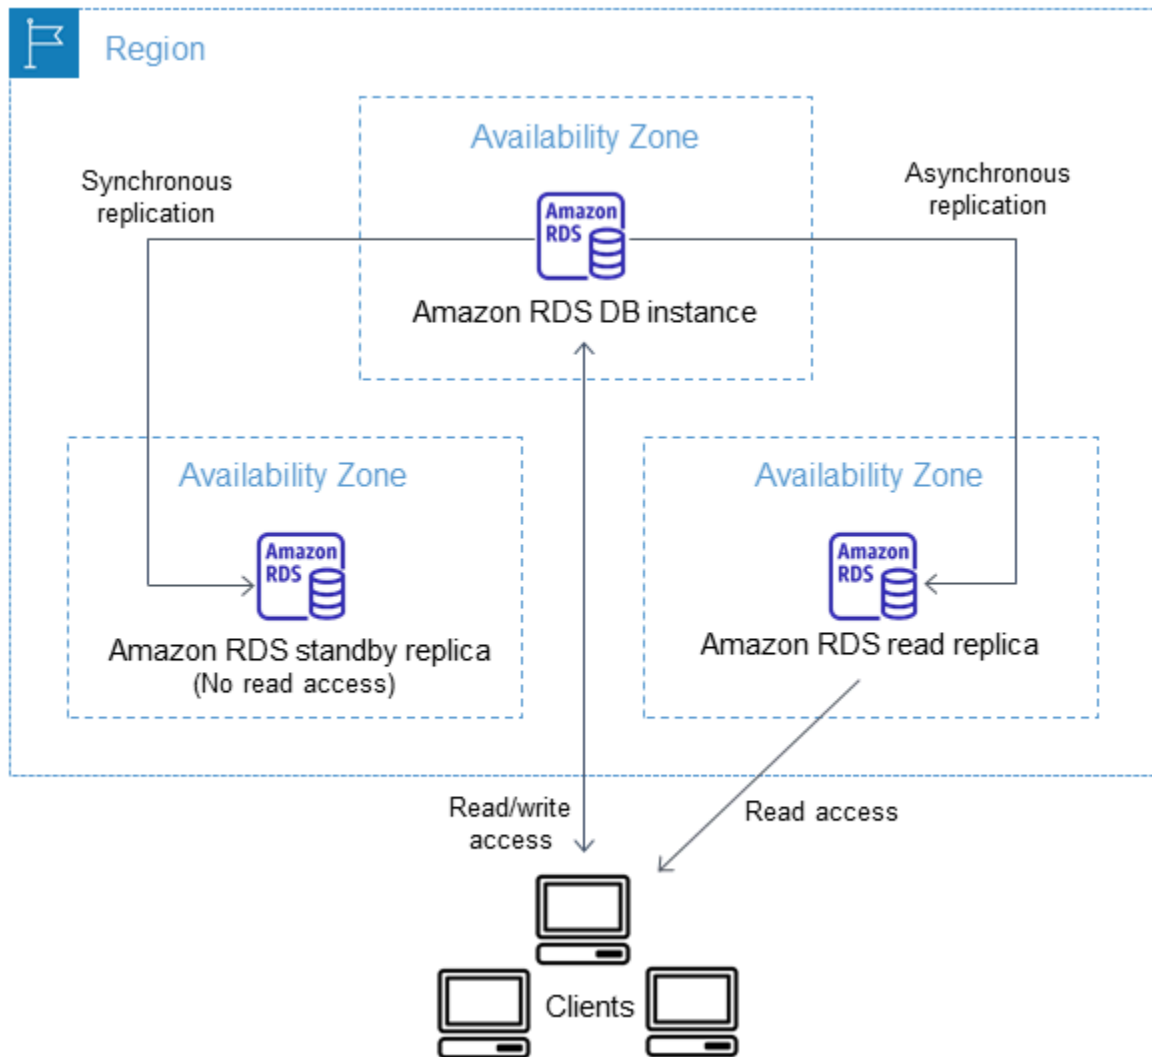 Region
Availability Zone
Synchronous
replication
Asynchronous
replication
Amazon
RDS
Amazon RDS DB instance
Availability Zone
Amazon
RDS
Amazon RDS standby replica
(No read access)
Availability Zone
Amazon
RDS
Amazon RDS read replica
Read/write
access
Read access
Clients